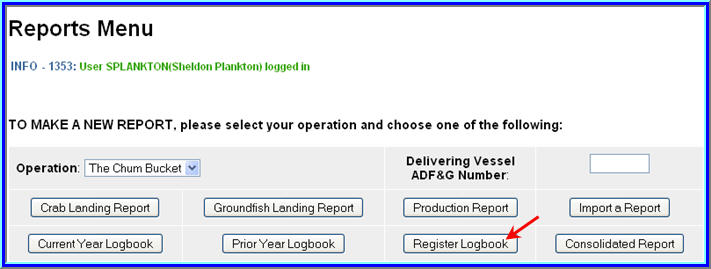 Reports Menu
INFO - 1353: User SPLANKTON(Sheldon Plankton) logged in
TO MAKE A NEW REPORT, please select your operation and choose one of the following:
Operation: The Chum Bucket
Delivering Vessel
ADF&G Number:
Crab Landing Report
Groundfish Landing Report
Production Report
Import a Report
Current Year Logbook
Prior Year Logbook
Register Logbook
Consolidated Report